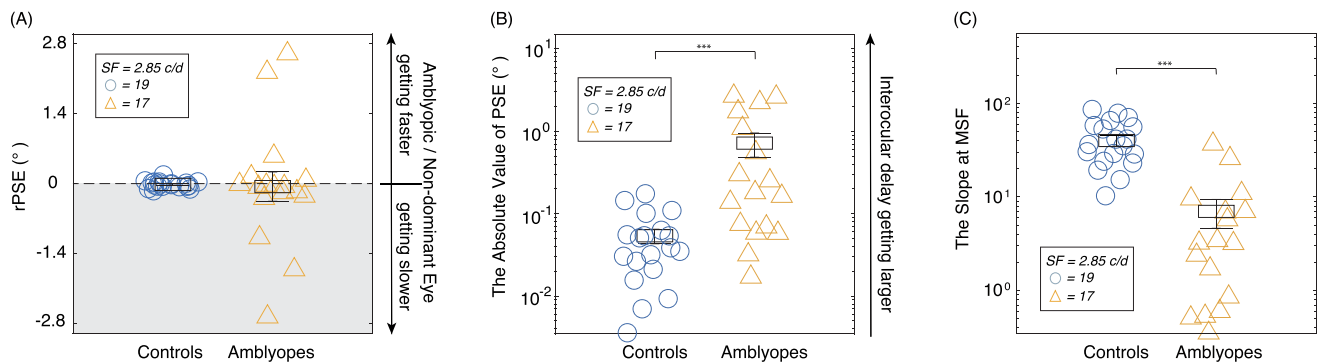 (A)
rPSE (°)
2.8
1.4
0
-1.4
-2.8
SF = 2.85 c/d
= 19
= 17
Controls
Amblyopes
Amblyopic / Non-dominant Eye
getting faster
getting slower
(B)
The Absolute Value of PSE (°)
10¹
10⁰
10⁻¹
10⁻²
***
SF = 2.85 c/d
= 19
= 17
Controls
Amblyopes
Interocular delay getting larger
(C)
The Slope at MSF
10²
10¹
10⁰
***
SF = 2.85 c/d
= 19
= 17
Controls
Amblyopes